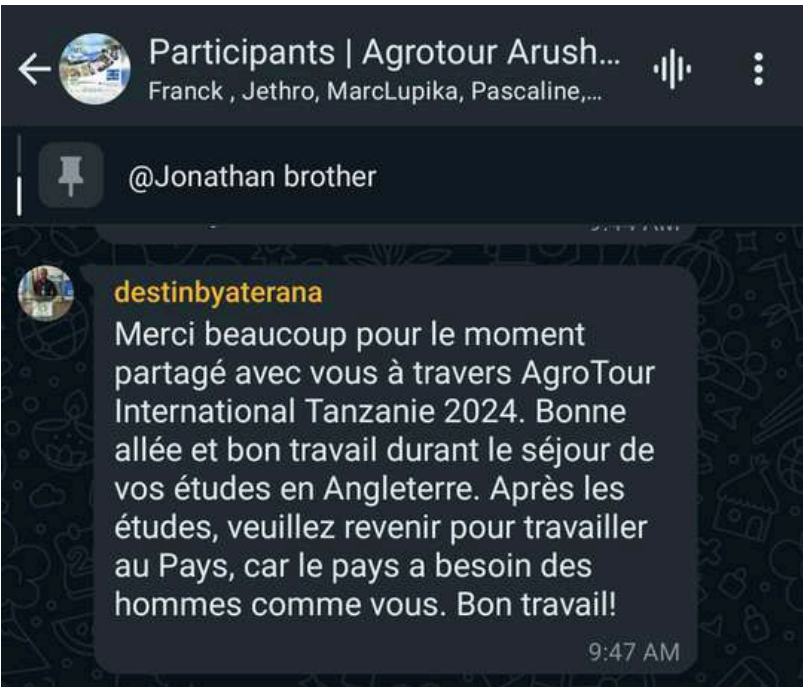 Participants | Agrotour Arush...
Franck , Jethro, MarcLupika, Pascaline,...
@Jonathan brother
destinbyaterana
Merci beaucoup pour le moment
partagé avec vous à travers AgroTour
International Tanzanie 2024. Bonne
allée et bon travail durant le séjour de
vos études en Angleterre. Après les
études, veuillez revenir pour travailler
au Pays, car le pays a besoin des
hommes comme vous. Bon travail!
9:47 AM